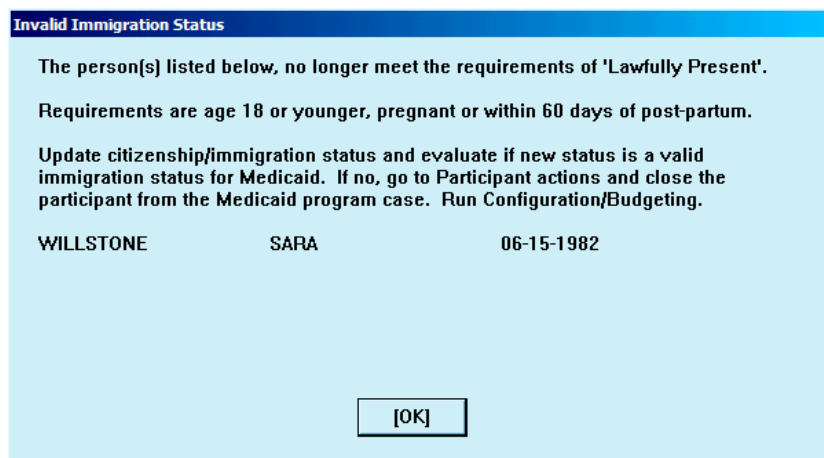 Invalid Immigration Status
The person(s) listed below, no longer meet the requirements of 'Lawfully Present'.
Requirements are age 18 or younger, pregnant or within 60 days of post-partum.
Update citizenship/immigration status and evaluate if new status is a valid
immigration status for Medicaid.  If no, go to Participant actions and close the
participant from the Medicaid program case.  Run Configuration/Budgeting.
WILLSTONE SARA 06-15-1982
[OK]